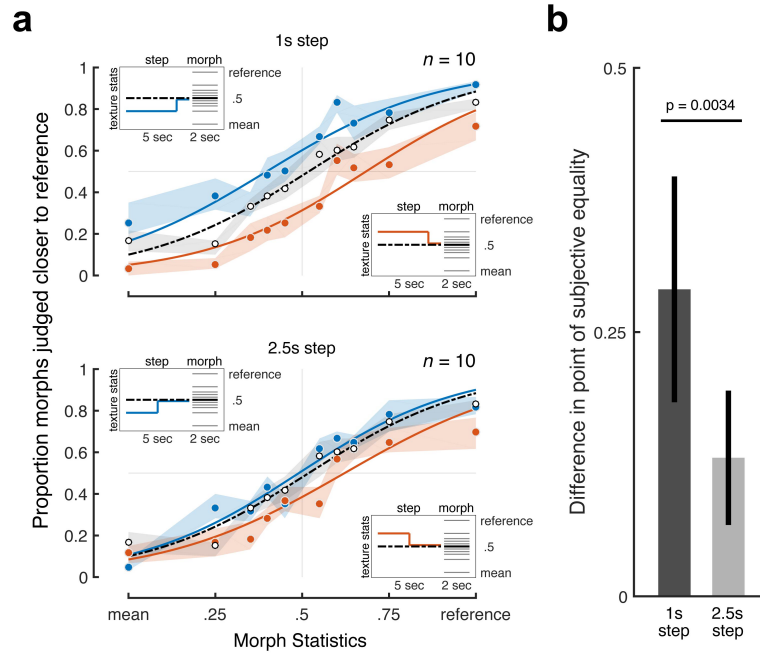 a
b
1s step
n = 10
Proportion morphs judged closer to reference
1
0.8
0.6
0.4
0.2
0
step morph
texture stats
reference
.5
mean
5 sec 2 sec
step morph
texture stats
reference
.5
mean
5 sec 2 sec
2.5s step
n = 10
1
0.8
0.6
0.4
0.2
0
step morph
texture stats
reference
.5
mean
5 sec 2 sec
step morph
texture stats
reference
.5
mean
5 sec 2 sec
mean .25 .5 .75 reference
Morph Statistics
Difference in point of subjective equality
0.5
0.25
0
p = 0.0034
1s
step
2.5s
step